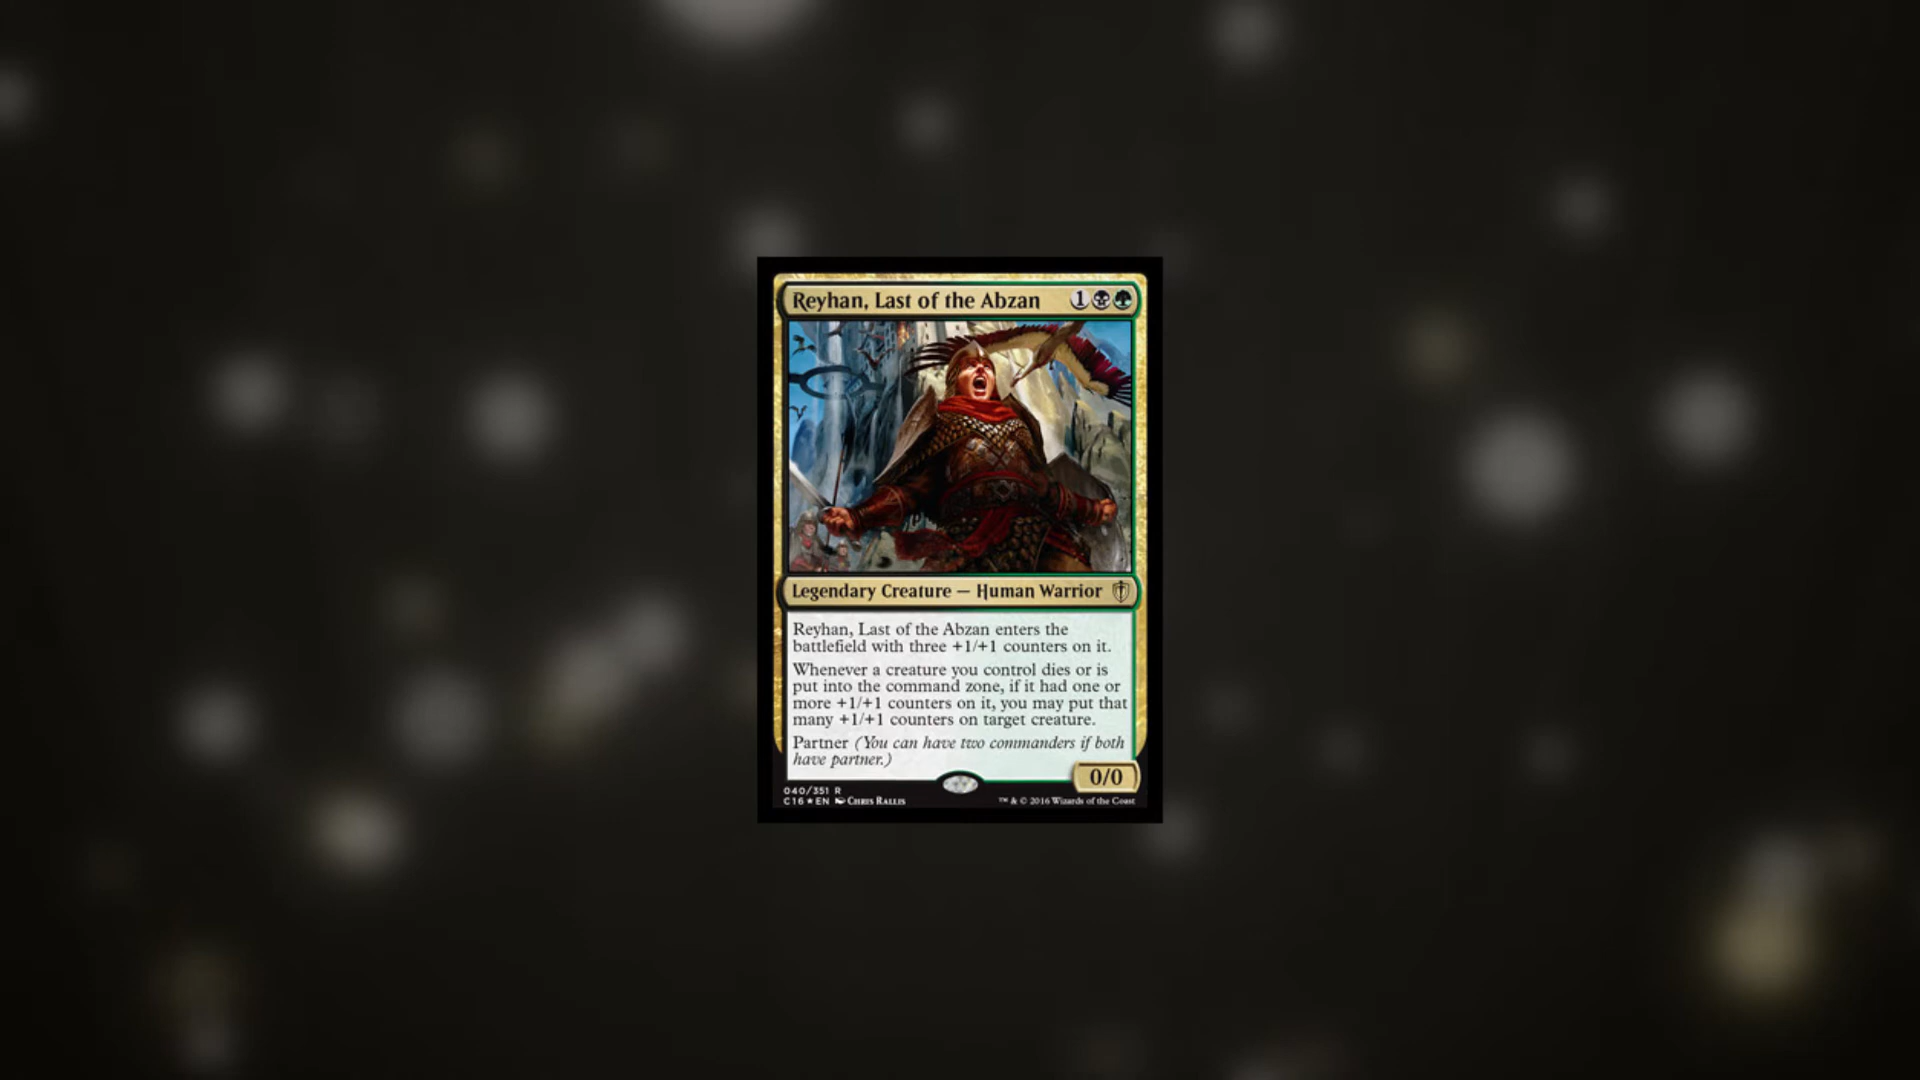 Reyhan, Last of the Abzan 1
Legendary Creature — Human Warrior
Reyhan, Last of the Abzan enters the
battlefield with three +1/+1 counters on it.
Whenever a creature you control dies or is
put into the command zone, if it had one or
more +1/+1 counters on it, you may put that
many +1/+1 counters on target creature.
Partner (You can have two commanders if both
have partner.)
0/0
040/351 R
C16★EN Chris Rallis
™ & © 2016 Wizards of the Coast